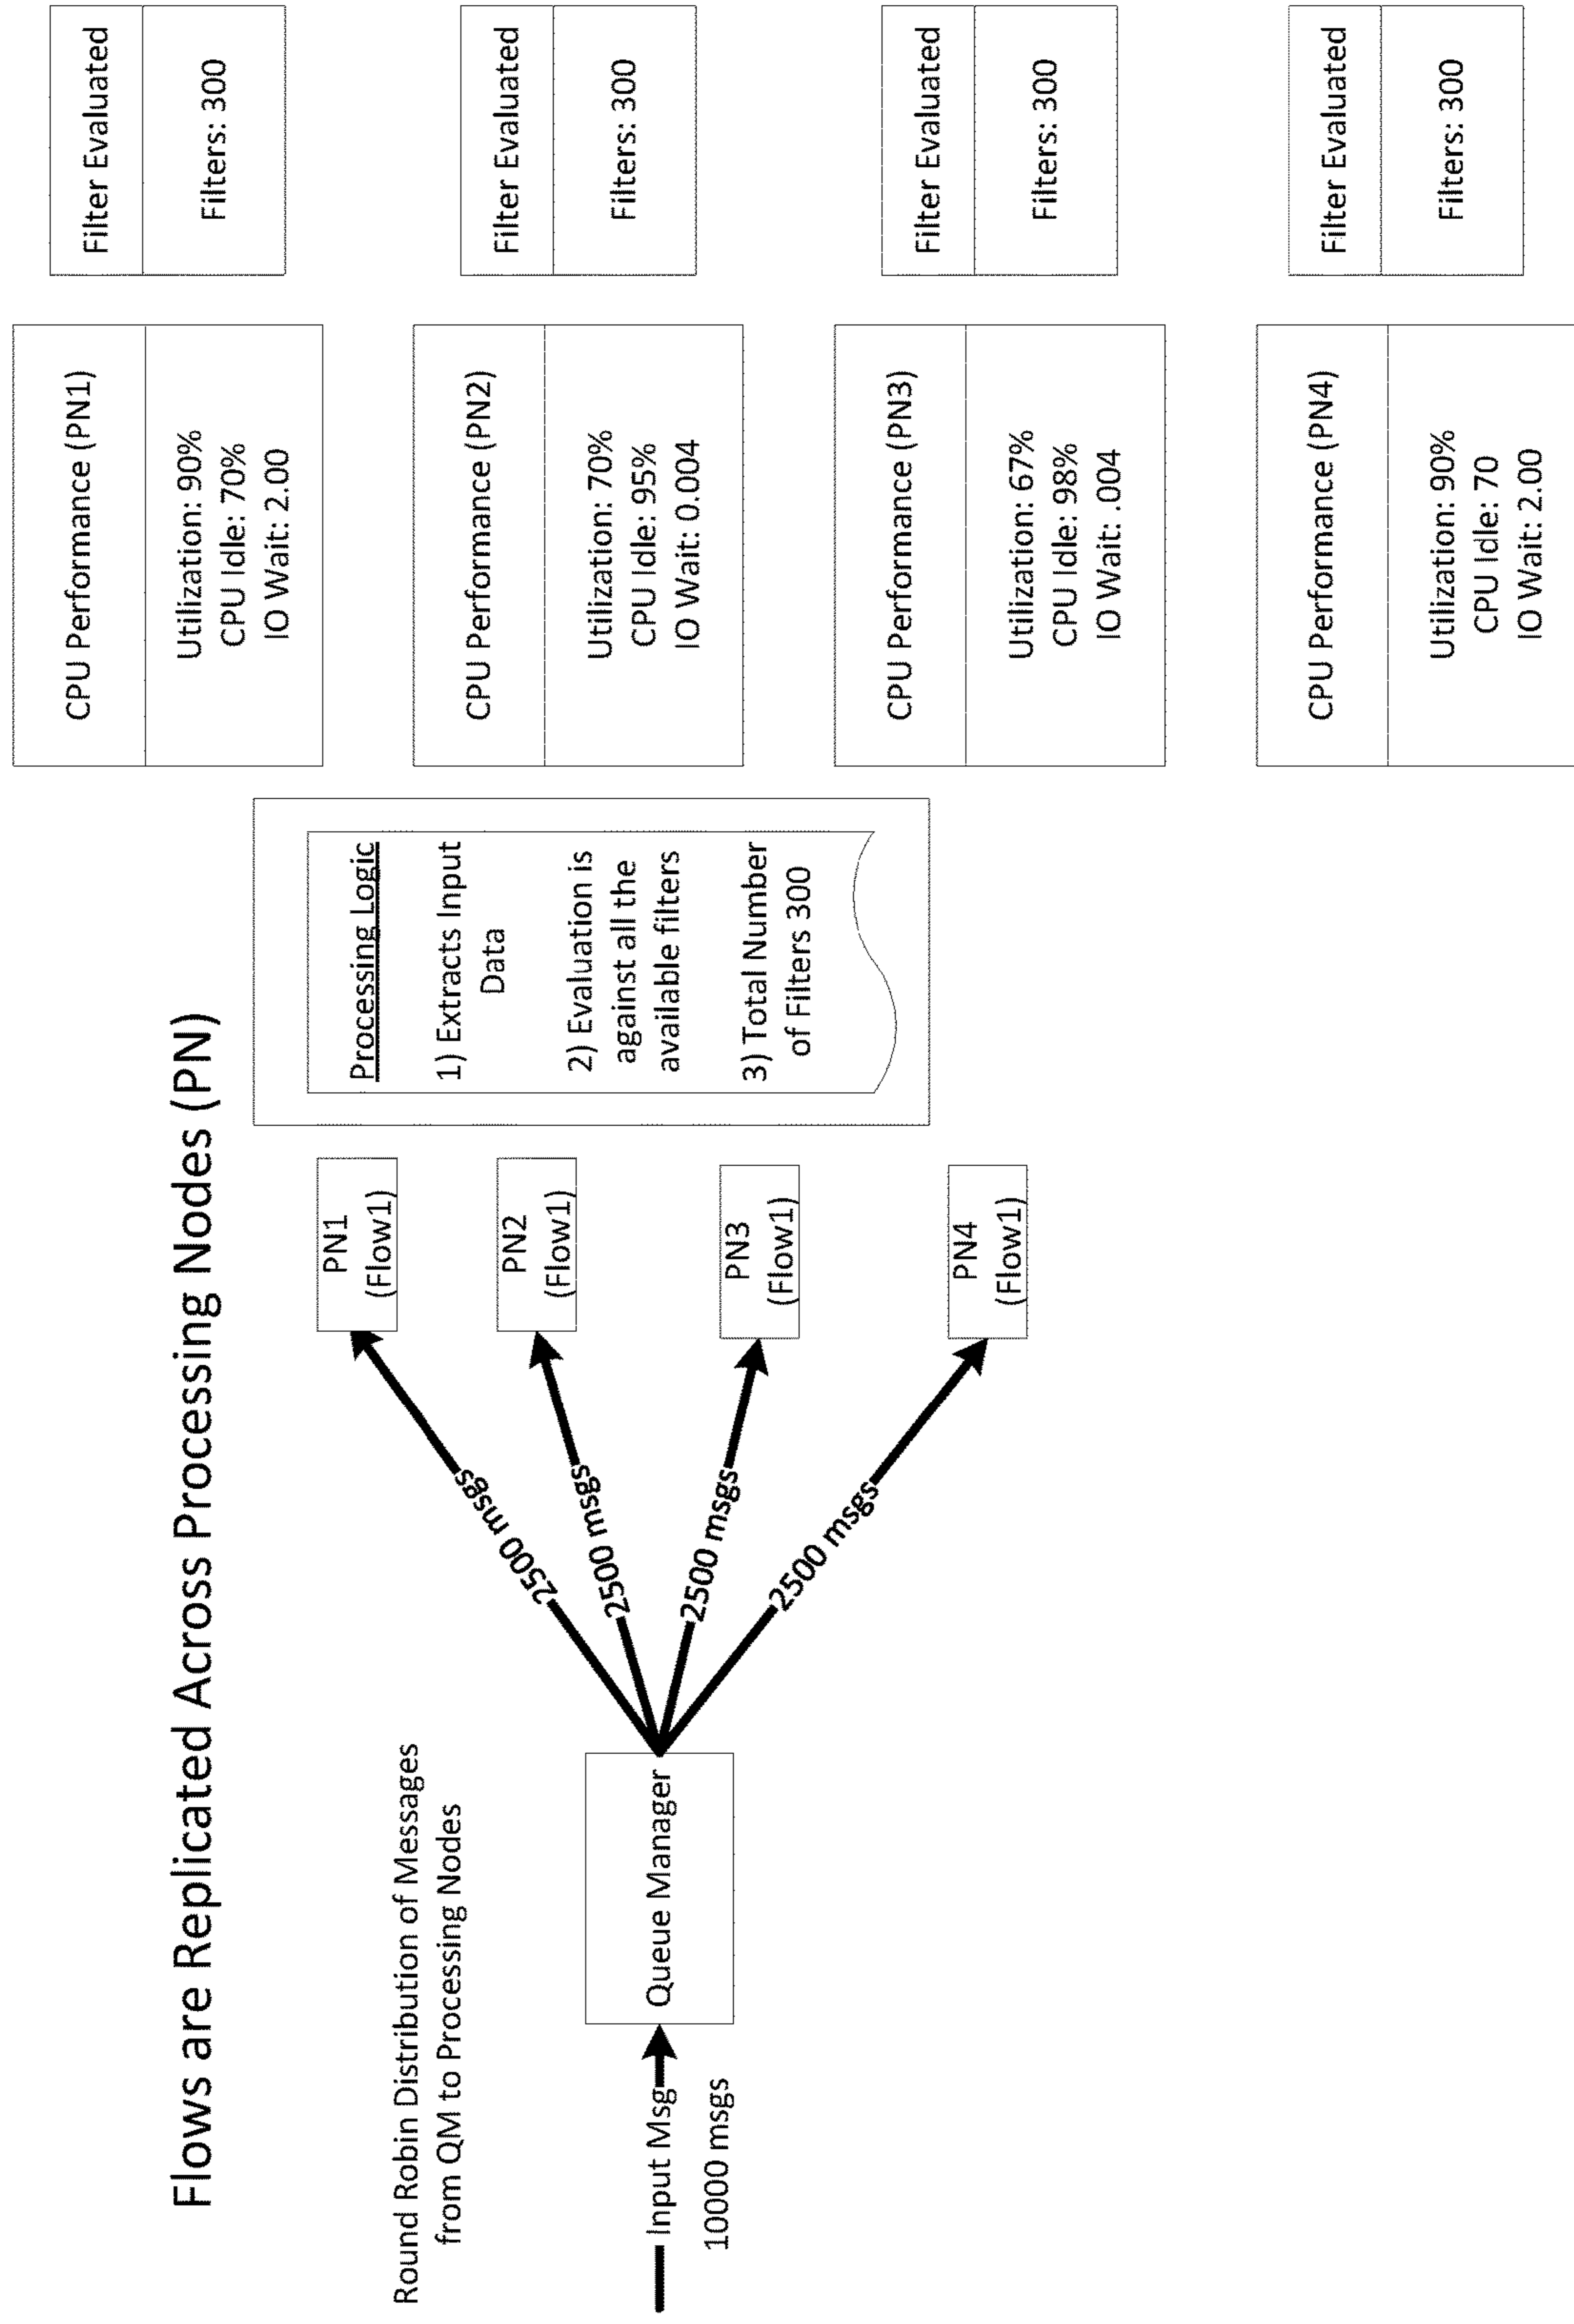 Flows are Replicated Across Processing Nodes (PN)
Round Robin Distribution of Messages
from QM to Processing Nodes
Input Msg
10000 msgs
Queue Manager
2500 msgs
2500 msgs
2500 msgs
2500 msgs
PN1
(Flow1)
PN2
(Flow1)
PN3
(Flow1)
PN4
(Flow1)
Processing Logic
1) Extracts Input
Data
2) Evaluation is
against all the
available filters
3) Total Number
of Filters 300
CPU Performance (PN1)
Utilization: 90%
CPU Idle: 70%
IO Wait: 2.00
Filter Evaluated
Filters: 300
CPU Performance (PN2)
Utilization: 70%
CPU Idle: 95%
IO Wait: 0.004
Filter Evaluated
Filters: 300
CPU Performance (PN3)
Utilization: 67%
CPU Idle: 98%
IO Wait: .004
Filter Evaluated
Filters: 300
CPU Performance (PN4)
Utilization: 90%
CPU Idle: 70
IO Wait: 2.00
Filter Evaluated
Filters: 300